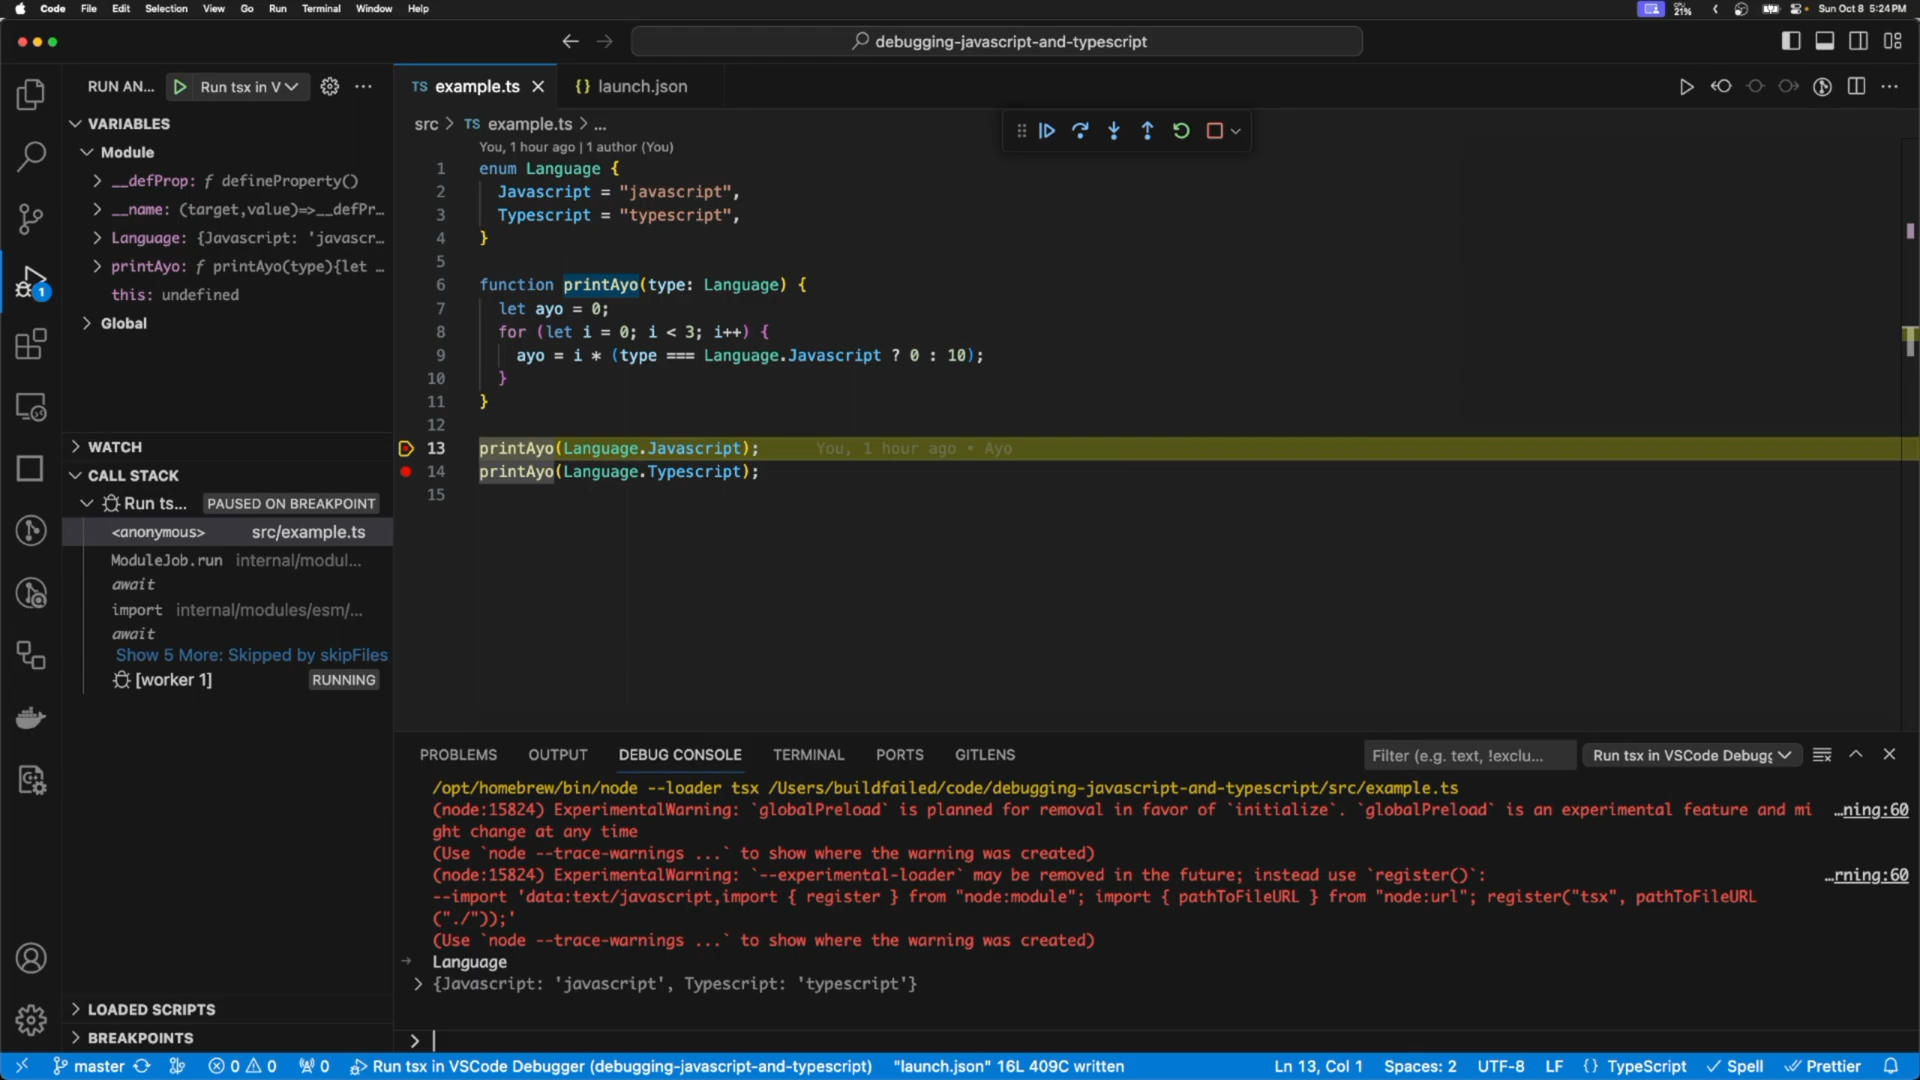 Code File Edit Selection View Go Run Terminal Window Help
CPU 21% Sun Oct 8 5:24 PM
debugging-javascript-and-typescript
RUN AN... Run tsx in V
TS example.ts {} launch.json
VARIABLES
Module
__defProp: ƒ defineProperty()
__name: (target,value)=>__defPr…
Language: {Javascript: 'javascr…
printAyo: ƒ printAyo(type){let …
this: undefined
Global
WATCH
CALL STACK
Run ts... PAUSED ON BREAKPOINT
<anonymous> src/example.ts
ModuleJob.run internal/modul...
await
import internal/modules/esm/...
await
Show 5 More: Skipped by skipFiles
[worker 1] RUNNING
LOADED SCRIPTS
BREAKPOINTS
1
src > TS example.ts > ...
You, 1 hour ago | 1 author (You)
1 enum Language {
2 Javascript = "javascript",
3 Typescript = "typescript",
4 }
5
6 function printAyo(type: Language) {
7 let ayo = 0;
8 for (let i = 0; i < 3; i++) {
9 ayo = i * (type === Language.Javascript ? 0 : 10);
10 }
11 }
12
13 printAyo(Language.Javascript); You, 1 hour ago • Ayo
14 printAyo(Language.Typescript);
15
PROBLEMS OUTPUT DEBUG CONSOLE TERMINAL PORTS GITLENS Filter (e.g. text, !exclu... Run tsx in VSCode Debugg
/opt/homebrew/bin/node --loader tsx /Users/buildfailed/code/debugging-javascript-and-typescript/src/example.ts
(node:15824) ExperimentalWarning: `globalPreload` is planned for removal in favor of `initialize`. `globalPreload` is an experimental feature and mi …ning:60
ght change at any time
(Use `node --trace-warnings ...` to show where the warning was created)
(node:15824) ExperimentalWarning: `--experimental-loader` may be removed in the future; instead use `register()`: …rning:60
--import 'data:text/javascript,import { register } from "node:module"; import { pathToFileURL } from "node:url"; register("tsx", pathToFileURL
("./"));'
(Use `node --trace-warnings ...` to show where the warning was created)
Language
> {Javascript: 'javascript', Typescript: 'typescript'}
>
master 0 0 0 Run tsx in VSCode Debugger (debugging-javascript-and-typescript) "launch.json" 16L 409C written Ln 13, Col 1 Spaces: 2 UTF-8 LF {} TypeScript Spell Prettier